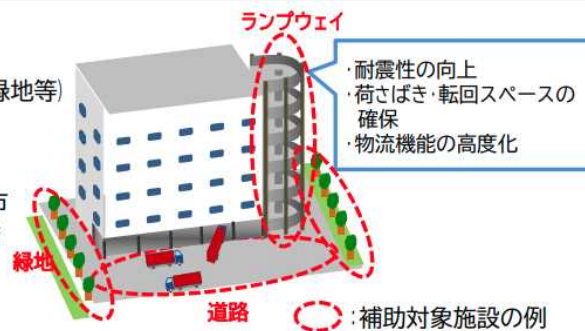 ランプウェイ
緑地等)
・耐震性の向上
・荷さばき・転回スペースの
確保
・物流機能の高度化
緑地
道路
:補助対象施設の例